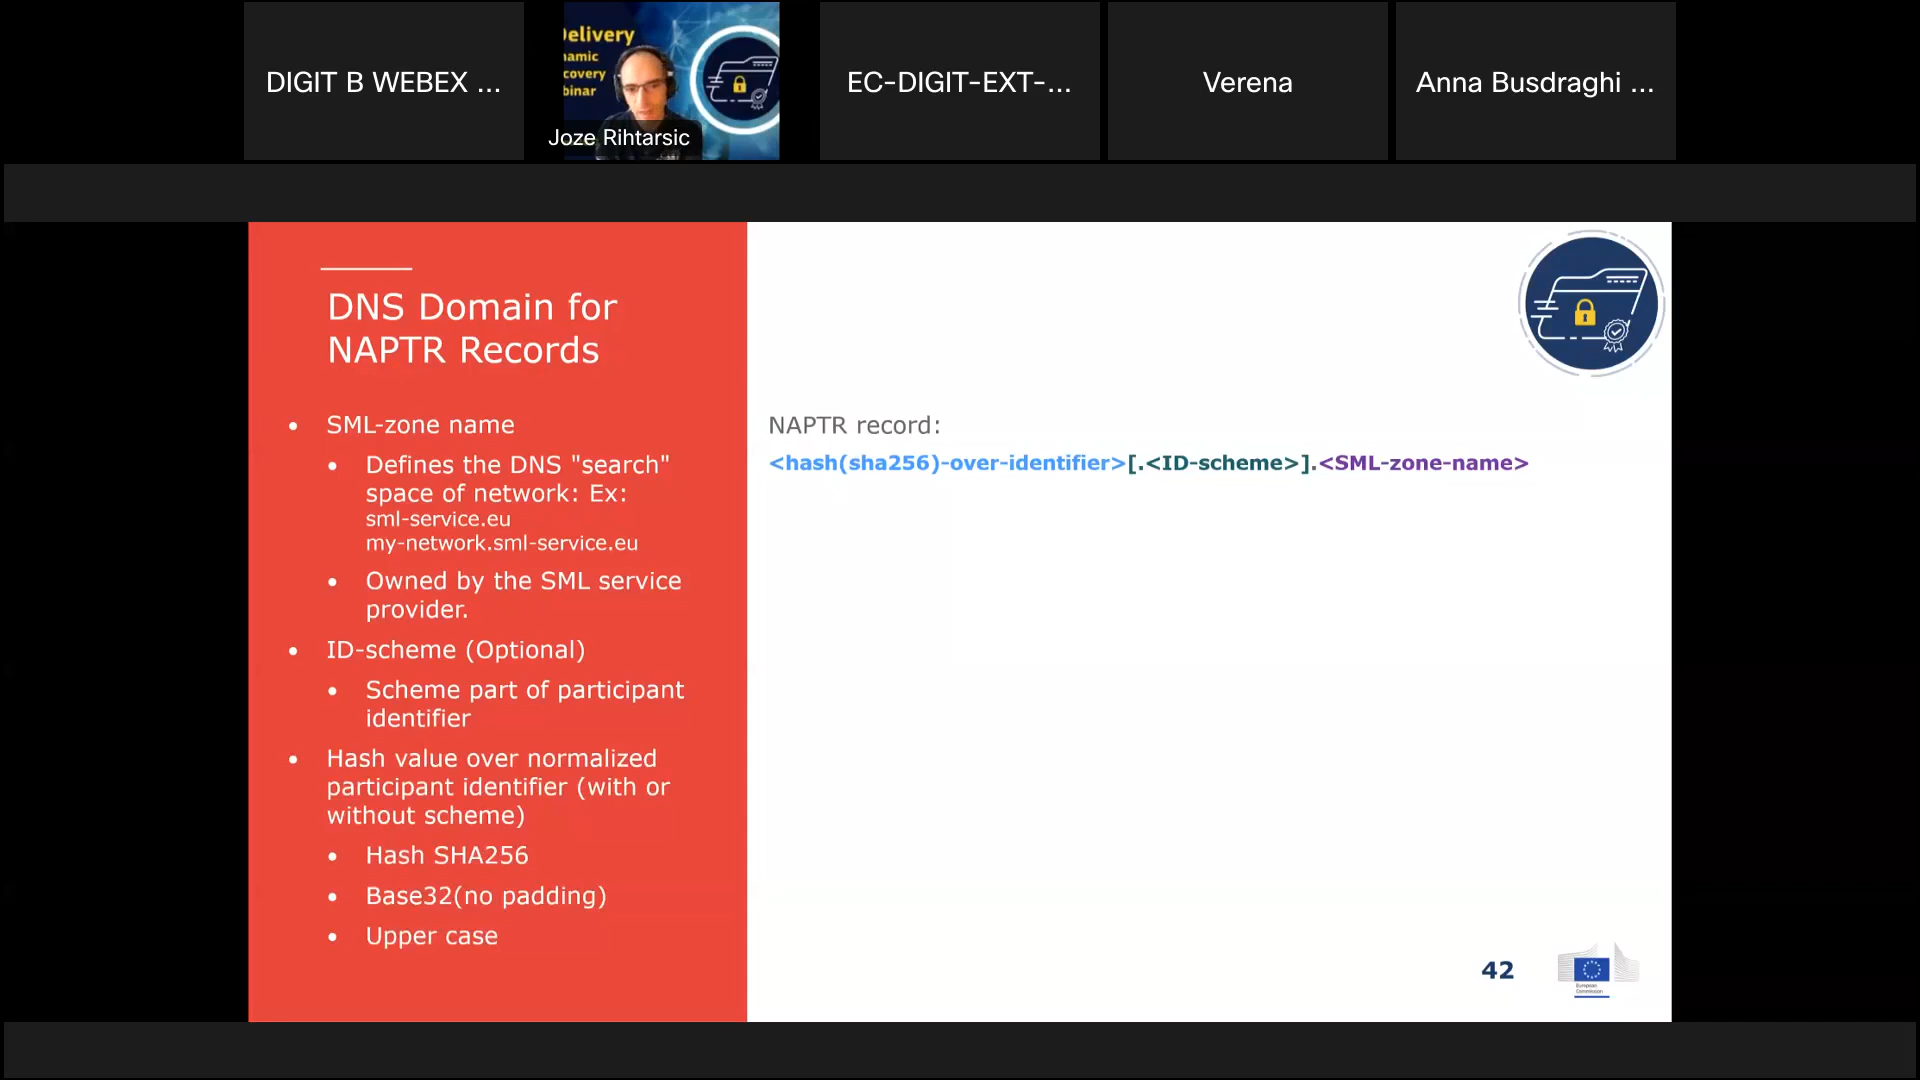 DIGIT B WEBEX ...
Delivery
namic
covery
binar
Joze Rihtarsic
EC-DIGIT-EXT-...
Verena
Anna Busdraghi ...
DNS Domain for
NAPTR Records
• SML-zone name
• Defines the DNS "search"
space of network: Ex:
sml-service.eu
my-network.sml-service.eu
• Owned by the SML service
provider.
• ID-scheme (Optional)
• Scheme part of participant
identifier
• Hash value over normalized
participant identifier (with or
without scheme)
• Hash SHA256
• Base32(no padding)
• Upper case
NAPTR record:
<hash(sha256)-over-identifier>[.<ID-scheme>].<SML-zone-name>
42
European
Commission